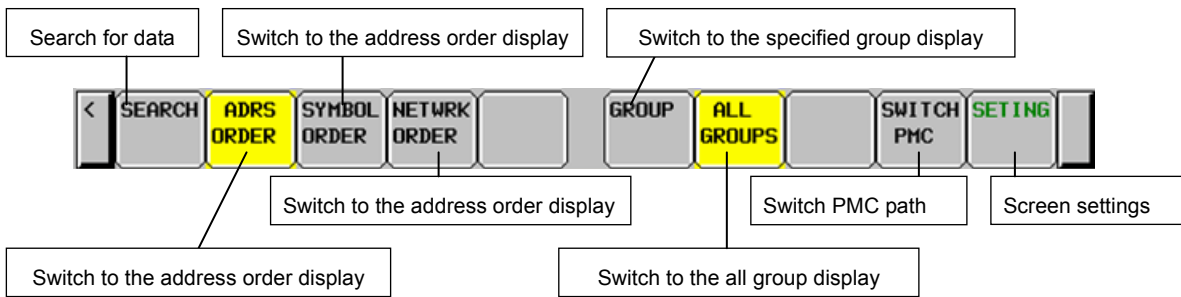 Search for data
Switch to the address order display
Switch to the specified group display
< SEARCH ADRS SYMBOL NETWRK GROUP ALL SWITCH SETING
ORDER ORDER ORDER GROUPS PMC
Switch to the address order display
Switch PMC path
Screen settings
Switch to the address order display
Switch to the all group display